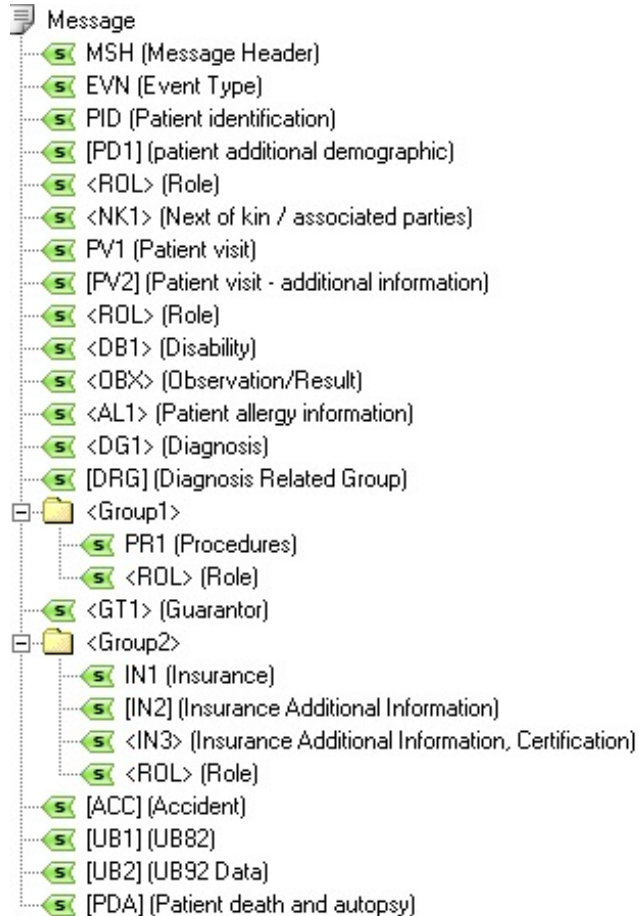 Message
MSH (Message Header)
EVN (Event Type)
PID (Patient identification)
[PD1] (patient additional demographic)
<ROL> (Role)
<NK1> (Next of kin / associated parties)
PV1 (Patient visit)
[PV2] (Patient visit - additional information)
<ROL> (Role)
<DB1> (Disability)
<OBX> (Observation/Result)
<AL1> (Patient allergy information)
<DG1> (Diagnosis)
[DRG] (Diagnosis Related Group)
<Group1>
PR1 (Procedures)
<ROL> (Role)
<GT1> (Guarantor)
<Group2>
IN1 (Insurance)
[IN2] (Insurance Additional Information)
<IN3> (Insurance Additional Information, Certification)
<ROL> (Role)
[ACC] (Accident)
[UB1] (UB82)
[UB2] (UB92 Data)
[PDA] (Patient death and autopsy)